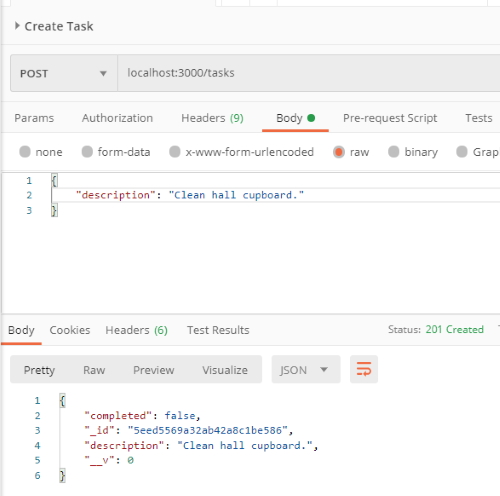 Create Task
POST localhost:3000/tasks
Params Authorization Headers (9) Body Pre-request Script Tests
none form-data x-www-form-urlencoded raw binary Grap
1 {
2 "description": "Clean hall cupboard."
3 }
Body Cookies Headers (6) Test Results Status: 201 Created
Pretty Raw Preview Visualize JSON
1 {
2 "completed": false,
3 "_id": "5eed5569a32ab42a8c1be586",
4 "description": "Clean hall cupboard.",
5 "__v": 0
6 }